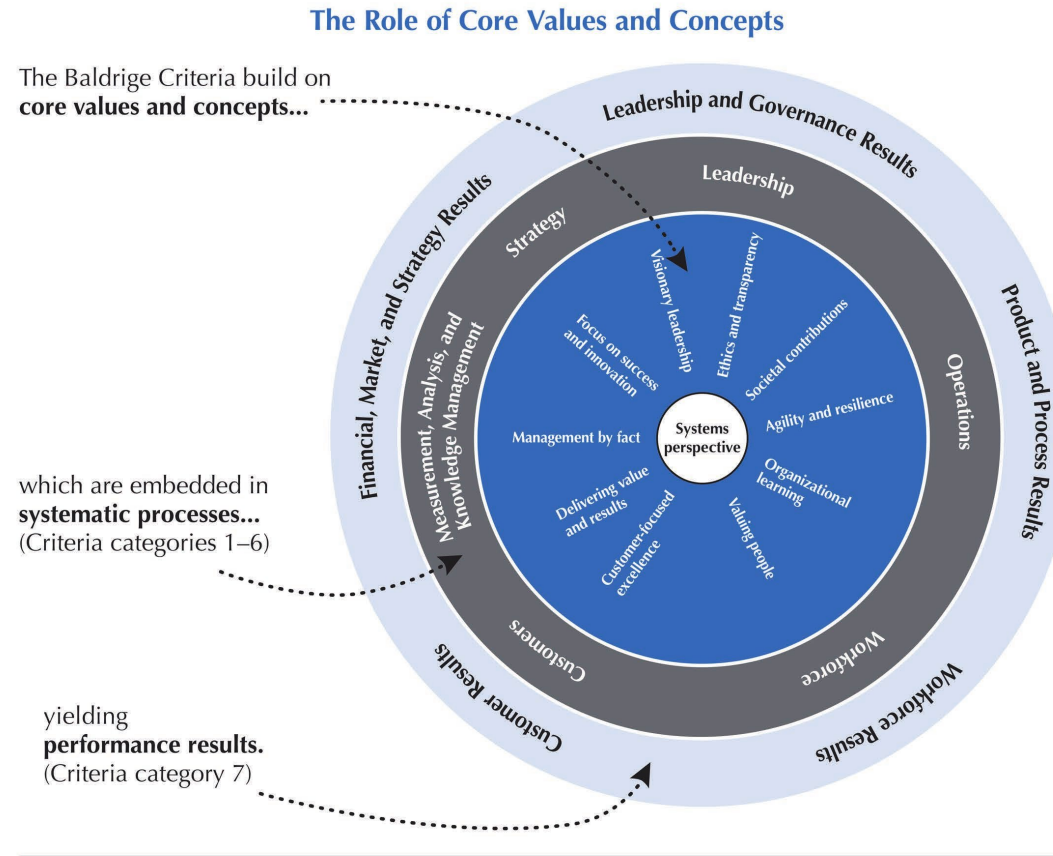 The Role of Core Values and Concepts
The Baldrige Criteria build on
core values and concepts...
which are embedded in
systematic processes...
(Criteria categories 1–6)
yielding
performance results.
(Criteria category 7)
Leadership and Governance Results
Product and Process Results
Workforce Results
Customer Results
Financial, Market, and Strategy Results
Leadership
Operations
Workforce
Customers
Measurement, Analysis, and
Knowledge Management
Strategy
Visionary leadership
Ethics and transparency
Societal contributions
Agility and resilience
Organizational
learning
Valuing people
Customer-focused
excellence
Delivering value
and results
Management by fact
Focus on success
and innovation
Systems
perspective